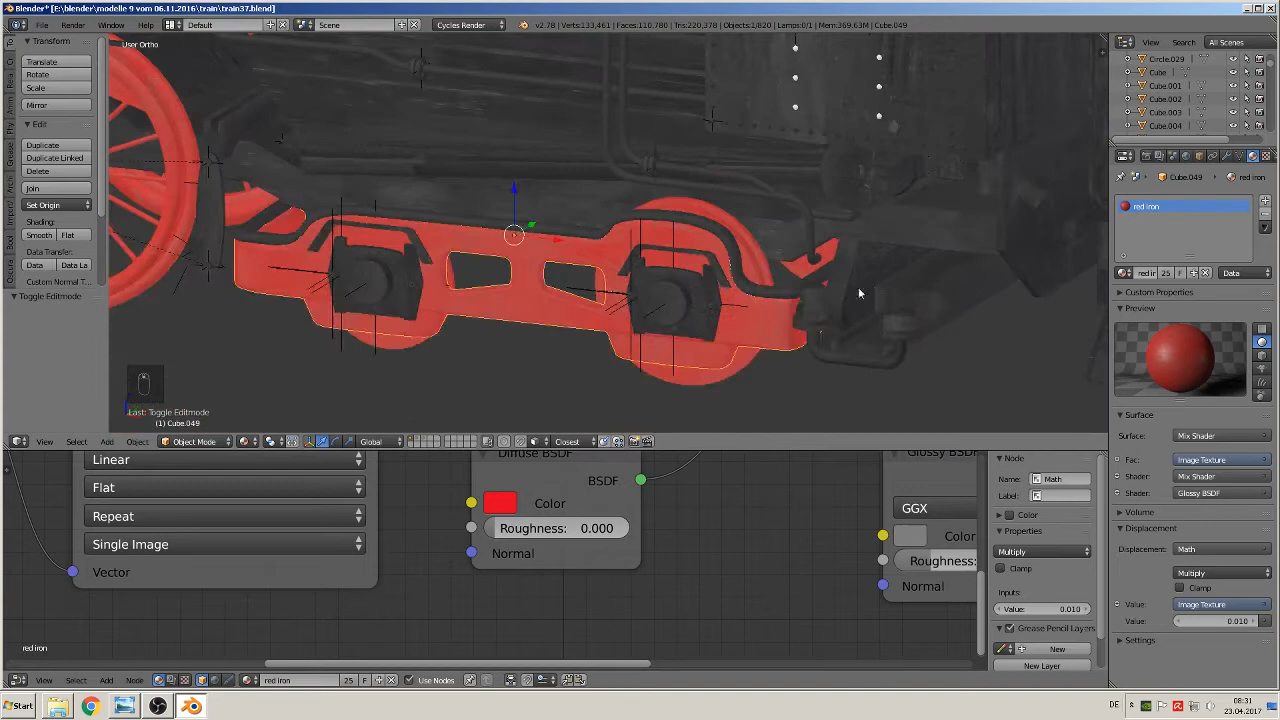 Blender* [E:\blender\modelle 9 vom 06.11.2016\train\train37.blend]
File Render Window Help Default Scene Cycles Render v2.78 | Verts:133,461 | Faces:110,780 | Tris:220,378 | Objects:1/820 | Lamps:0/1 | Mem:369.63M | Cube.049
Transform
Translate
Rotate
Scale
Mirror
Edit
Duplicate
Duplicate Linked
Delete
Join
Set Origin
Shading:
Smooth Flat
Data:
Data Data La
Custom Normal T
Toggle Editmode
User Ortho
Last: Toggle Editmode
(1) Cube.049
View Select Add Object Object Mode Global Closest
View Search All Scenes
Circle.029
Cube
Cube.001
Cube.002
Cube.003
Cube.004
Cube.049 red iron
red iron
red ir 25 F Data
Custom Properties
Preview
Surface
Surface: Mix Shader
Fac: Image Texture
Shader: Mix Shader
Shader: Glossy BSDF
Volume
Displacement
Displacement: Math
Multiply
Clamp
Value: Image Texture
Value: 0.010
Settings
Linear
Flat
Repeat
Single Image
Vector
Diffuse BSDF
BSDF
Color
Roughness: 0.000
Normal
Glossy BSDF
GGX
Color
Roughness:
Normal
Node
Name: Math
Label:
Color
Properties
Multiply
Clamp
Inputs:
Value: 0.010
Grease Pencil Layers
New
New Layer
red iron
View Select Add Node red iron 25 F Use Nodes
Start
DE
08:31
23.04.2017